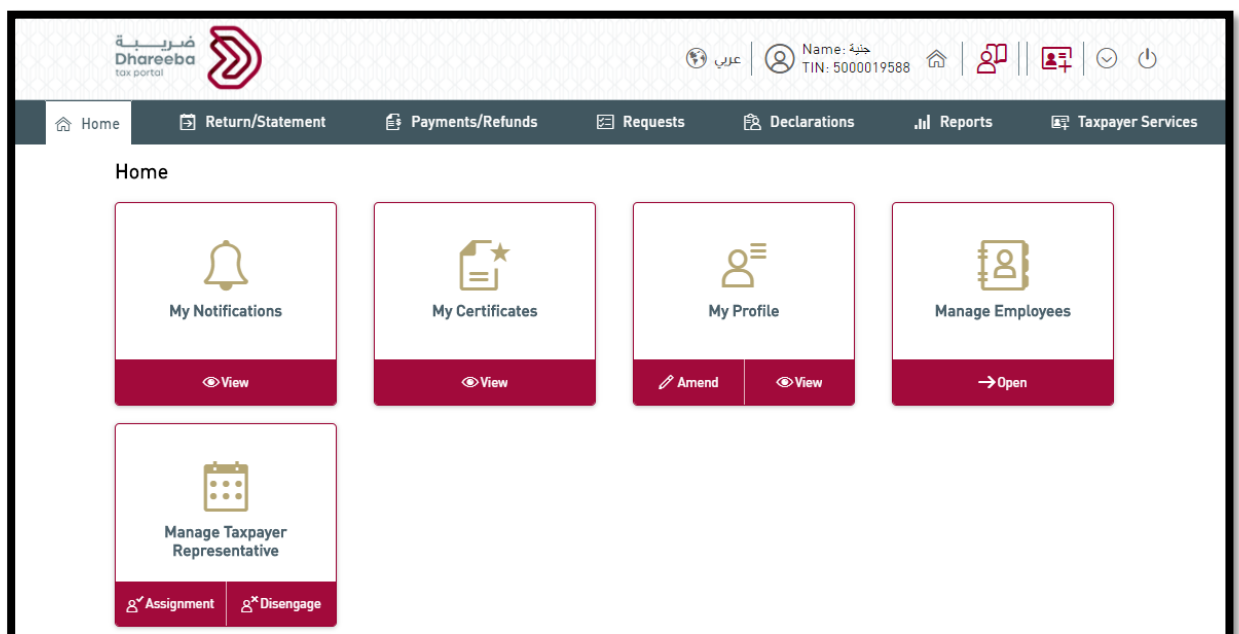 ضريبة
Dhareeba
tax portal
عربي
Name: جنية
TIN: 5000019588
Home
Return/Statement
Payments/Refunds
Requests
Declarations
Reports
Taxpayer Services
Home
My Notifications
My Certificates
My Profile
Manage Employees
View
View
Amend
View
Open
Manage Taxpayer
Representative
Assignment
Disengage